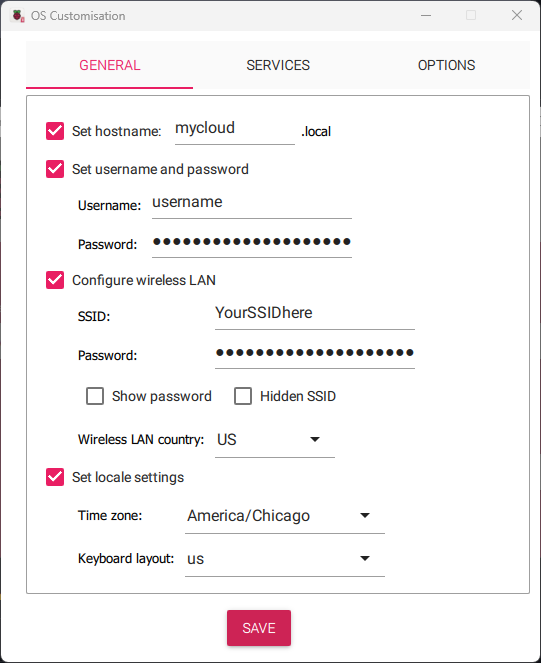 OS Customisation
GENERAL SERVICES OPTIONS
Set hostname: mycloud .local
Set username and password
Username: username
Password: ••••••••••••••••••••
Configure wireless LAN
SSID: YourSSIDhere
Password: ••••••••••••••••••••
Show password Hidden SSID
Wireless LAN country: US
Set locale settings
Time zone: America/Chicago
Keyboard layout: us
SAVE